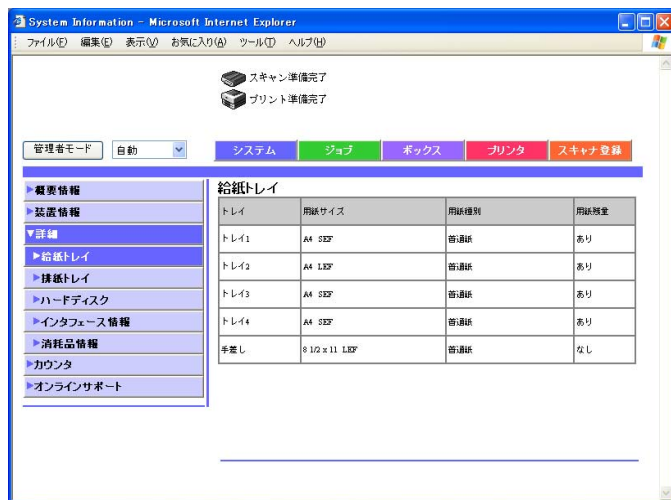 System Information - Microsoft Internet Explorer
ファイル(F) 編集(E) 表示(V) お気に入り(A) ツール(T) ヘルプ(H)
スキャン準備完了
プリント準備完了
管理者モード 自動 システム ジョブ ボックス プリンタ スキャナ登録
▶概要情報
▶装置情報
▼詳細
▶給紙トレイ
▶排紙トレイ
▶ハードディスク
▶インタフェース情報
▶消耗品情報
▶カウンタ
▶オンラインサポート
給紙トレイ
トレイ 用紙サイズ 用紙種別 用紙残量
トレイ1 A4 SEF 普通紙 あり
トレイ2 A4 LEF 普通紙 あり
トレイ3 A4 SEF 普通紙 あり
トレイ4 A4 SEF 普通紙 あり
手差し 8 1/2 x 11 LEF 普通紙 なし